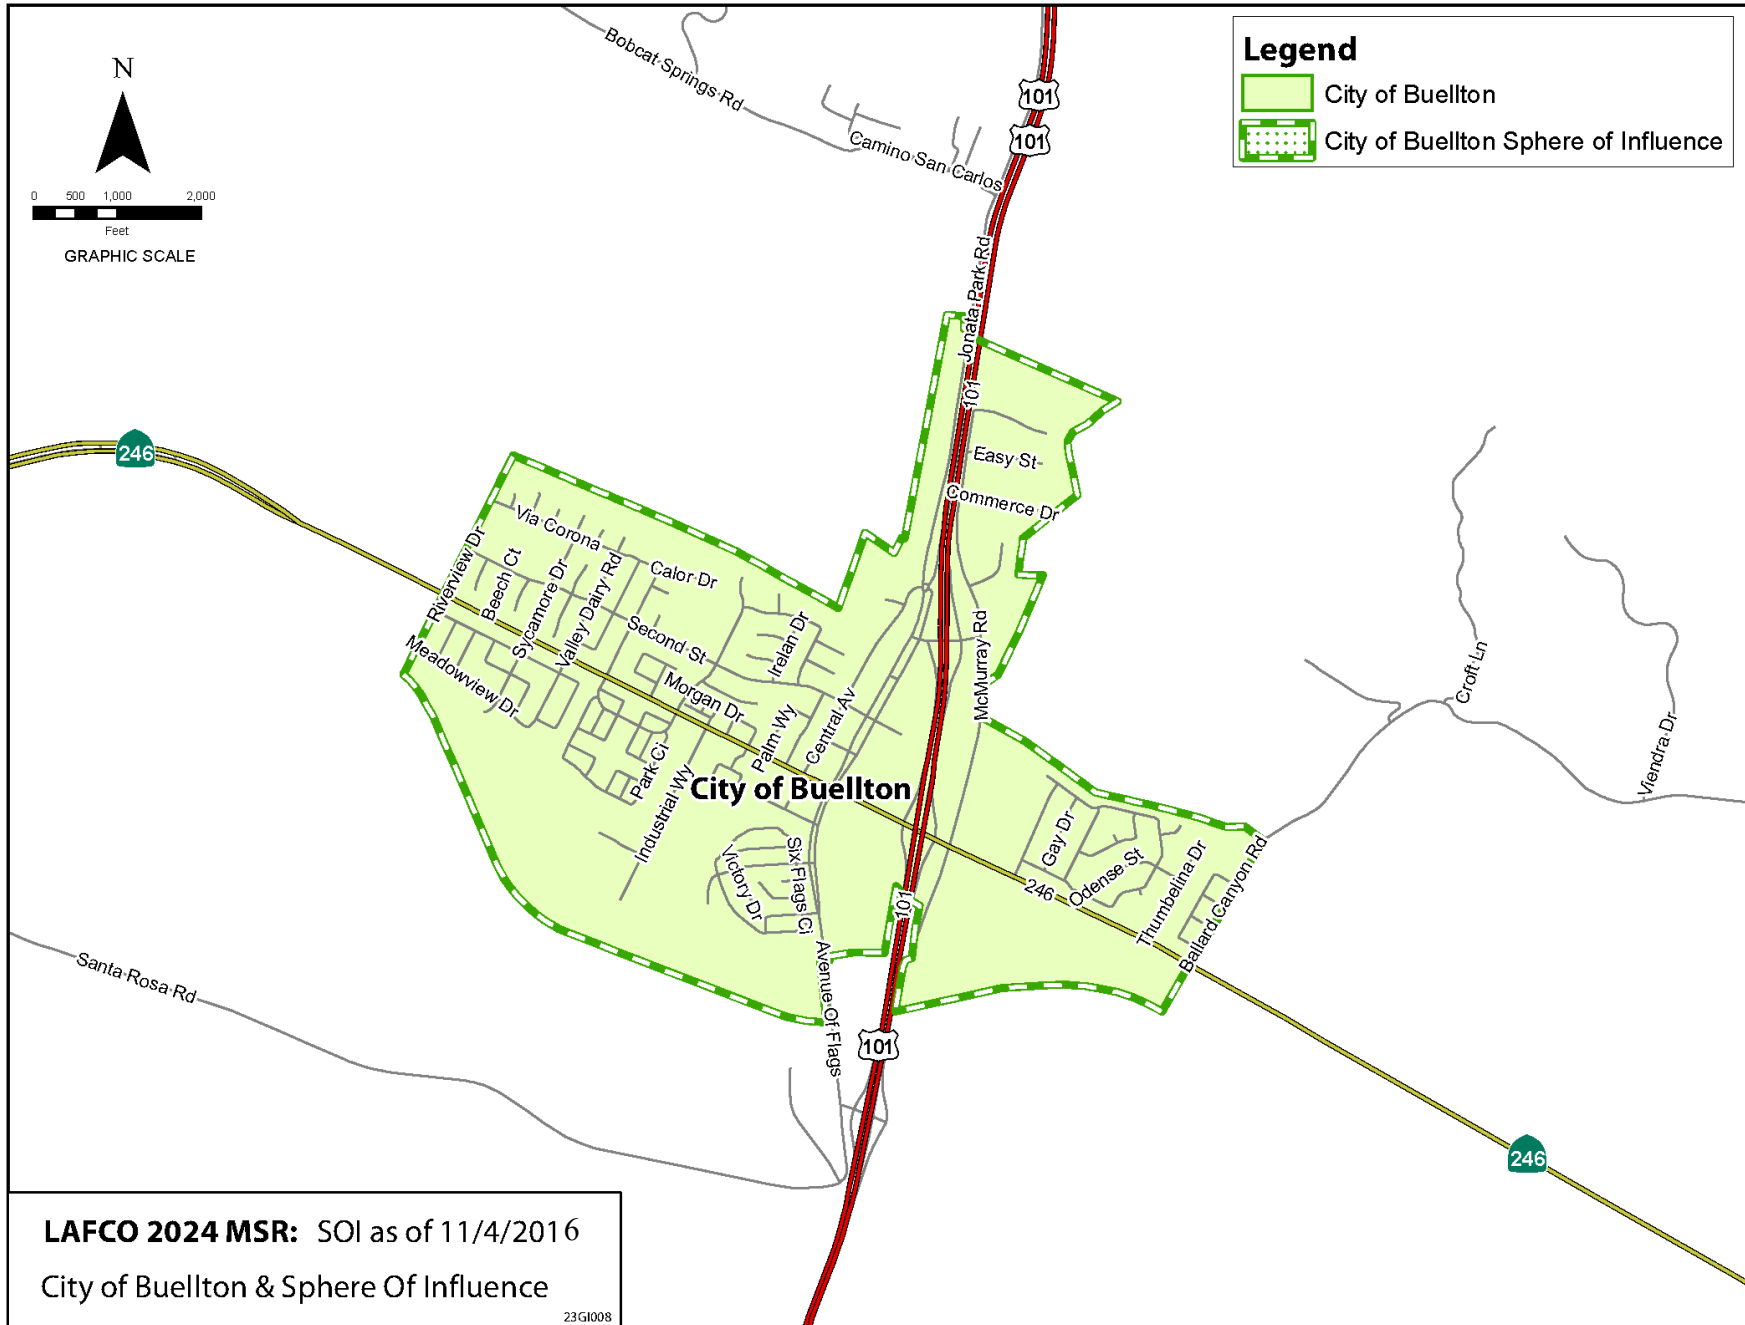 Legend
City of Buellton
City of Buellton Sphere of Influence
N
0 500 1,000 2,000
Feet
GRAPHIC SCALE
Bobcat Springs Rd
Camino San Carlos
101
101
Jonata Park Rd
101
246
Easy St
Commerce Dr
Via Corona
Calor Dr
Riverview Dr
Beech Ct
Sycamore Dr
Valley Dairy Rd
Second St
Irelan Dr
McMurray Rd
Meadowview Dr
Morgan Dr
Palm Wy
Central Av
Park Ci
Industrial Wy
City of Buellton
Croft Ln
Viendra Dr
Gay Dr
Odense St
Thumbelina Dr
Ballard Canyon Rd
246
Victory Dr
Six Flags Ci
101
Avenue Of Flags
Santa Rosa Rd
101
246
LAFCO 2024 MSR: SOI as of 11/4/2016
City of Buellton & Sphere Of Influence
23GI008